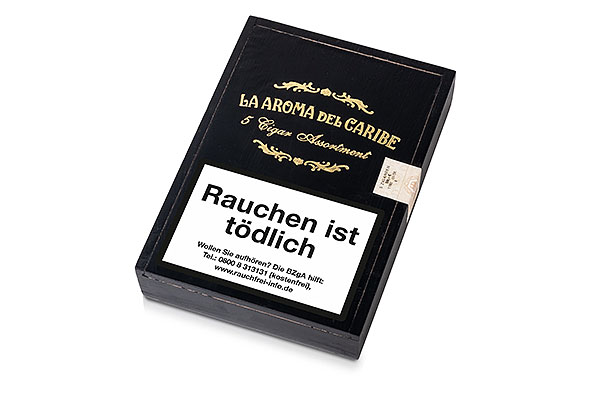 LA AROMA DEL CARIBE
5 Cigar Assortment
Rauchen ist
tödlich
Wollen Sie aufhören? Die BZgA hilft:
Tel.: 0800 8 313131 (kostenfrei),
www.rauchfrei-info.de